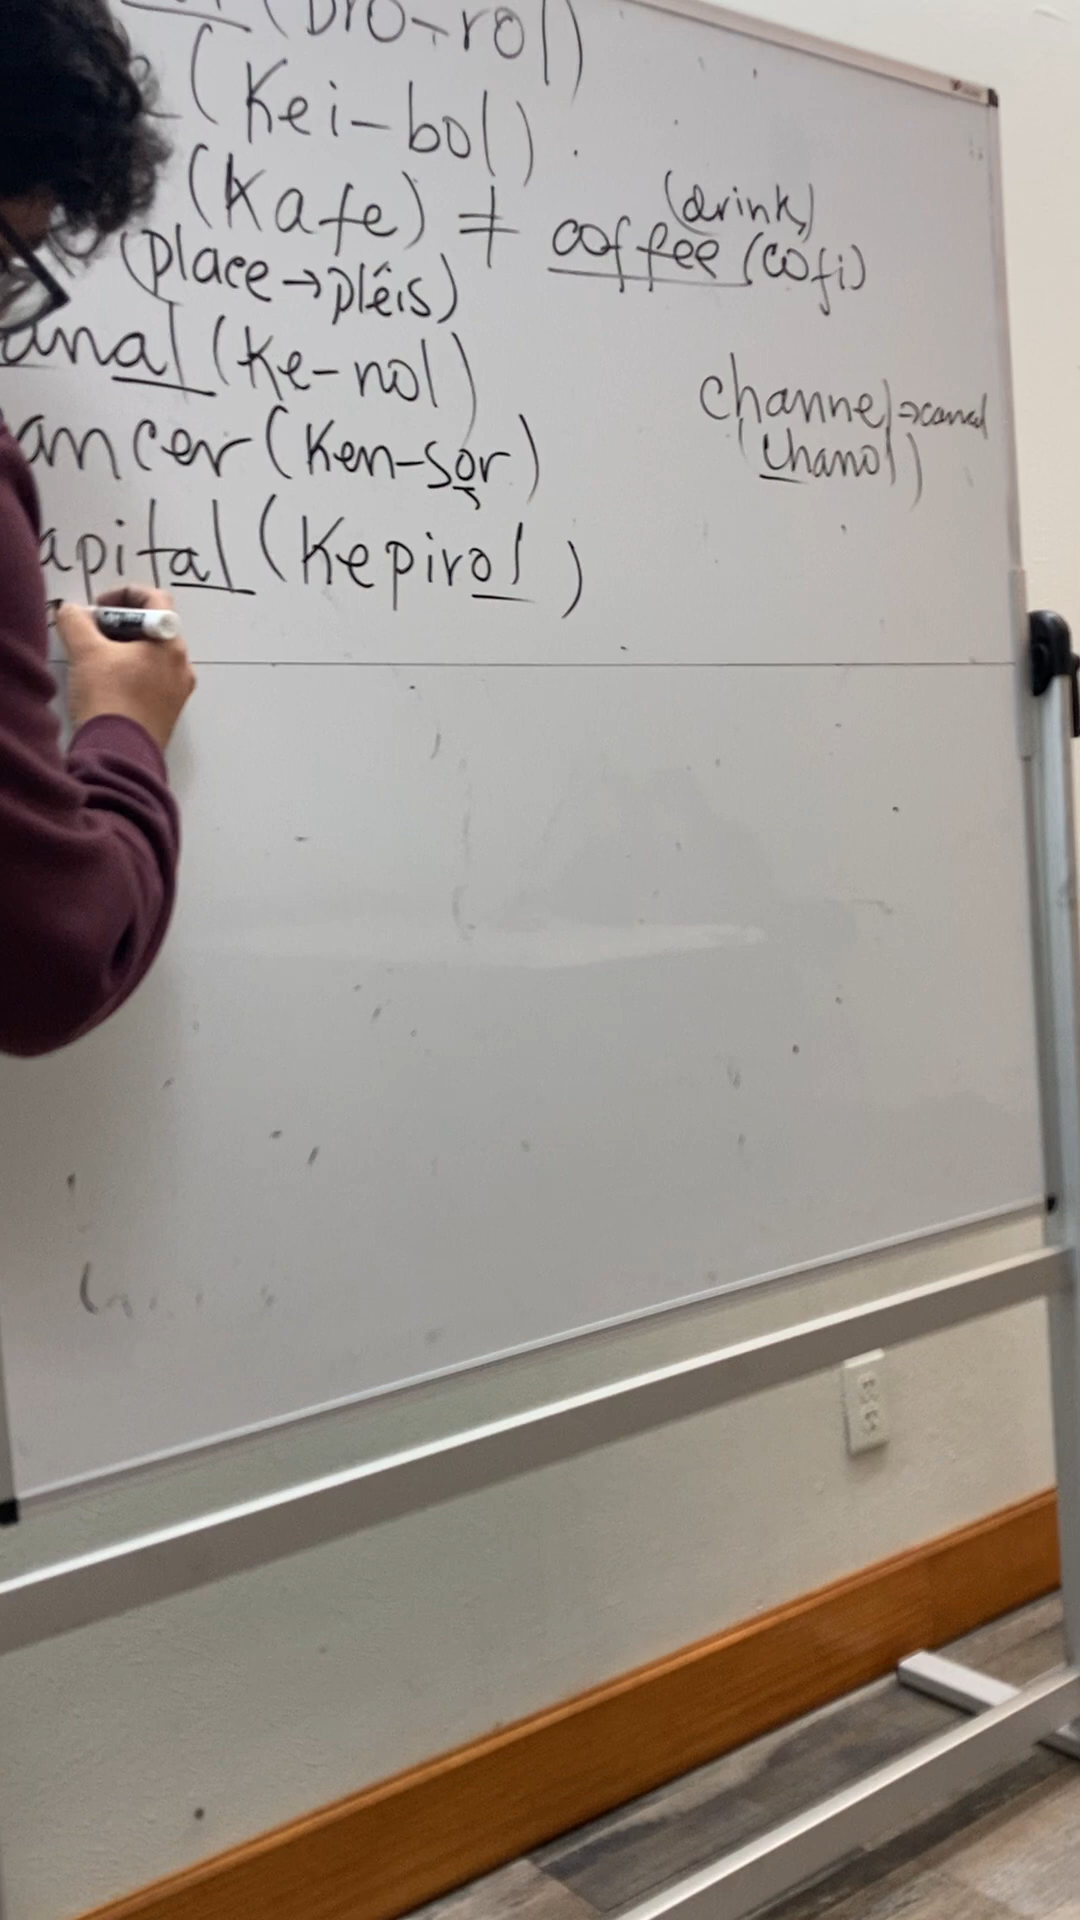 (bro-rol)
(Kei-bol)
(Kafe) ≠ coffee (cofi)
(drink)
(place→plêis)
anal (Ke-nol)
channel→canal
(chanol)
ancer (Ken-sor)
apital (Kepirol)